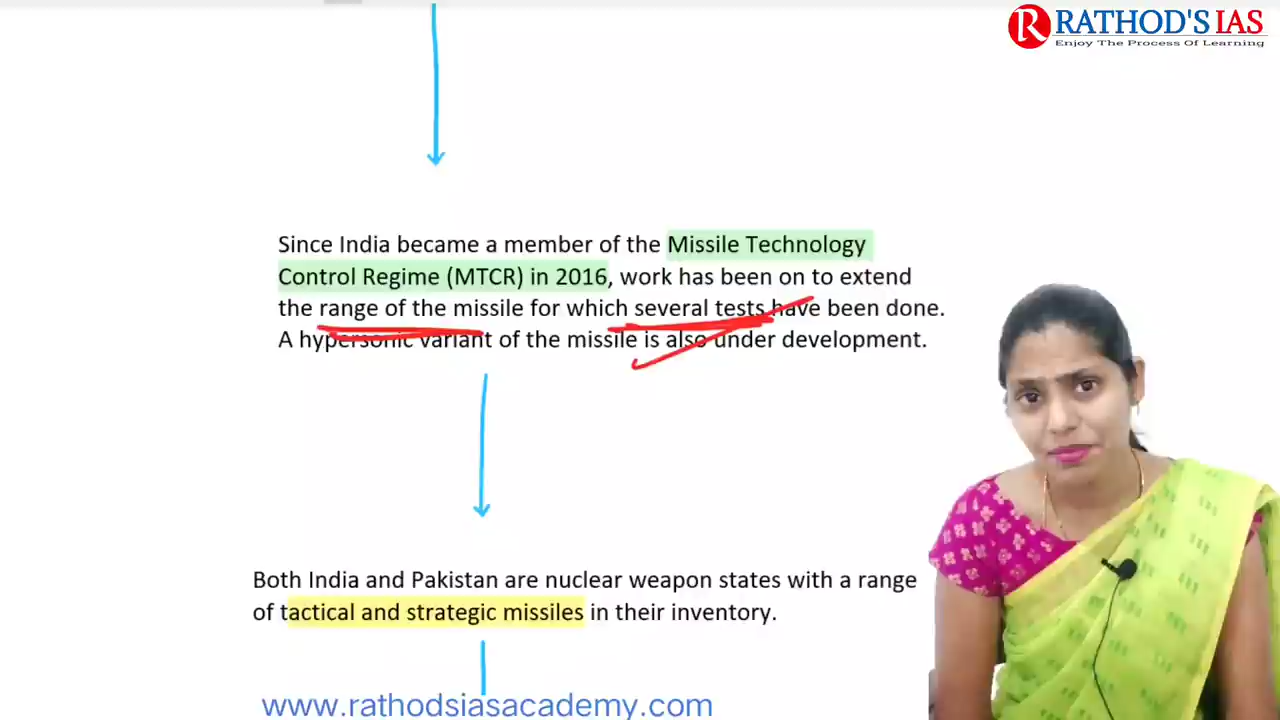 RATHOD'S IAS
Enjoy The Process Of Learning
Since India became a member of the Missile Technology
Control Regime (MTCR) in 2016, work has been on to extend
the range of the missile for which several tests have been done.
A hypersonic variant of the missile is also under development.
Both India and Pakistan are nuclear weapon states with a range
of tactical and strategic missiles in their inventory.
www.rathodsiasacademy.com